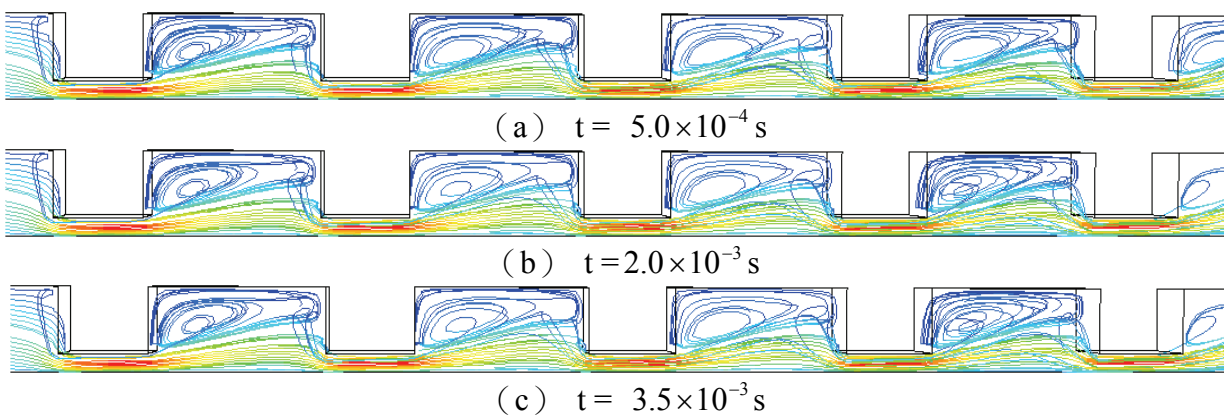 （a） t = 5.0×10⁻⁴ s
（b） t = 2.0×10⁻³ s
（c） t = 3.5×10⁻³ s